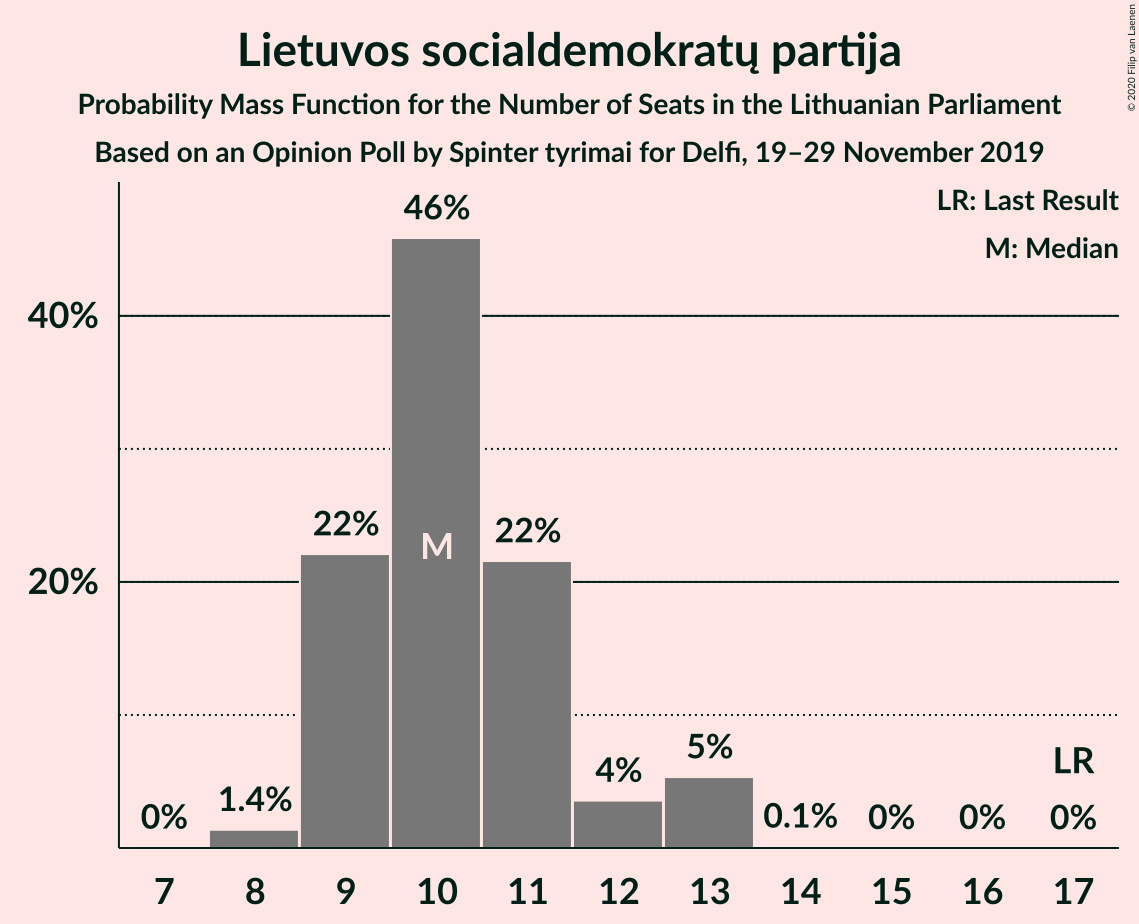 Lietuvos socialdemokratų partija
Probability Mass Function for the Number of Seats in the Lithuanian Parliament
Based on an Opinion Poll by Spinter tyrimai for Delfi, 19–29 November 2019
© 2020 Filip van Laenen
LR: Last Result
M: Median
46%
40%
22%
22%
M
20%
5%
4%
LR
1.4%
0%
0.1%
0%
0%
0%
7 8 9 10 11 12 13 14 15 16 17